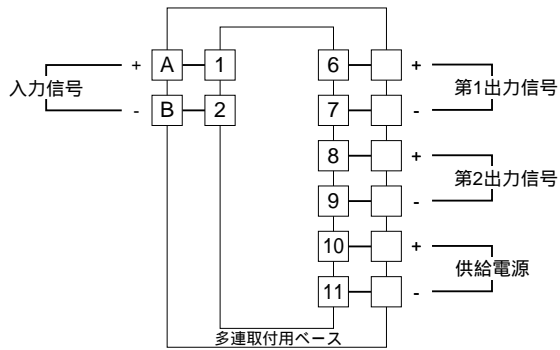 + A 1 6 +
入力信号 第1出力信号
- B 2 7 -
8 +
第2出力信号
9 -
10 +
供給電源
11 -
多連取付用ベース